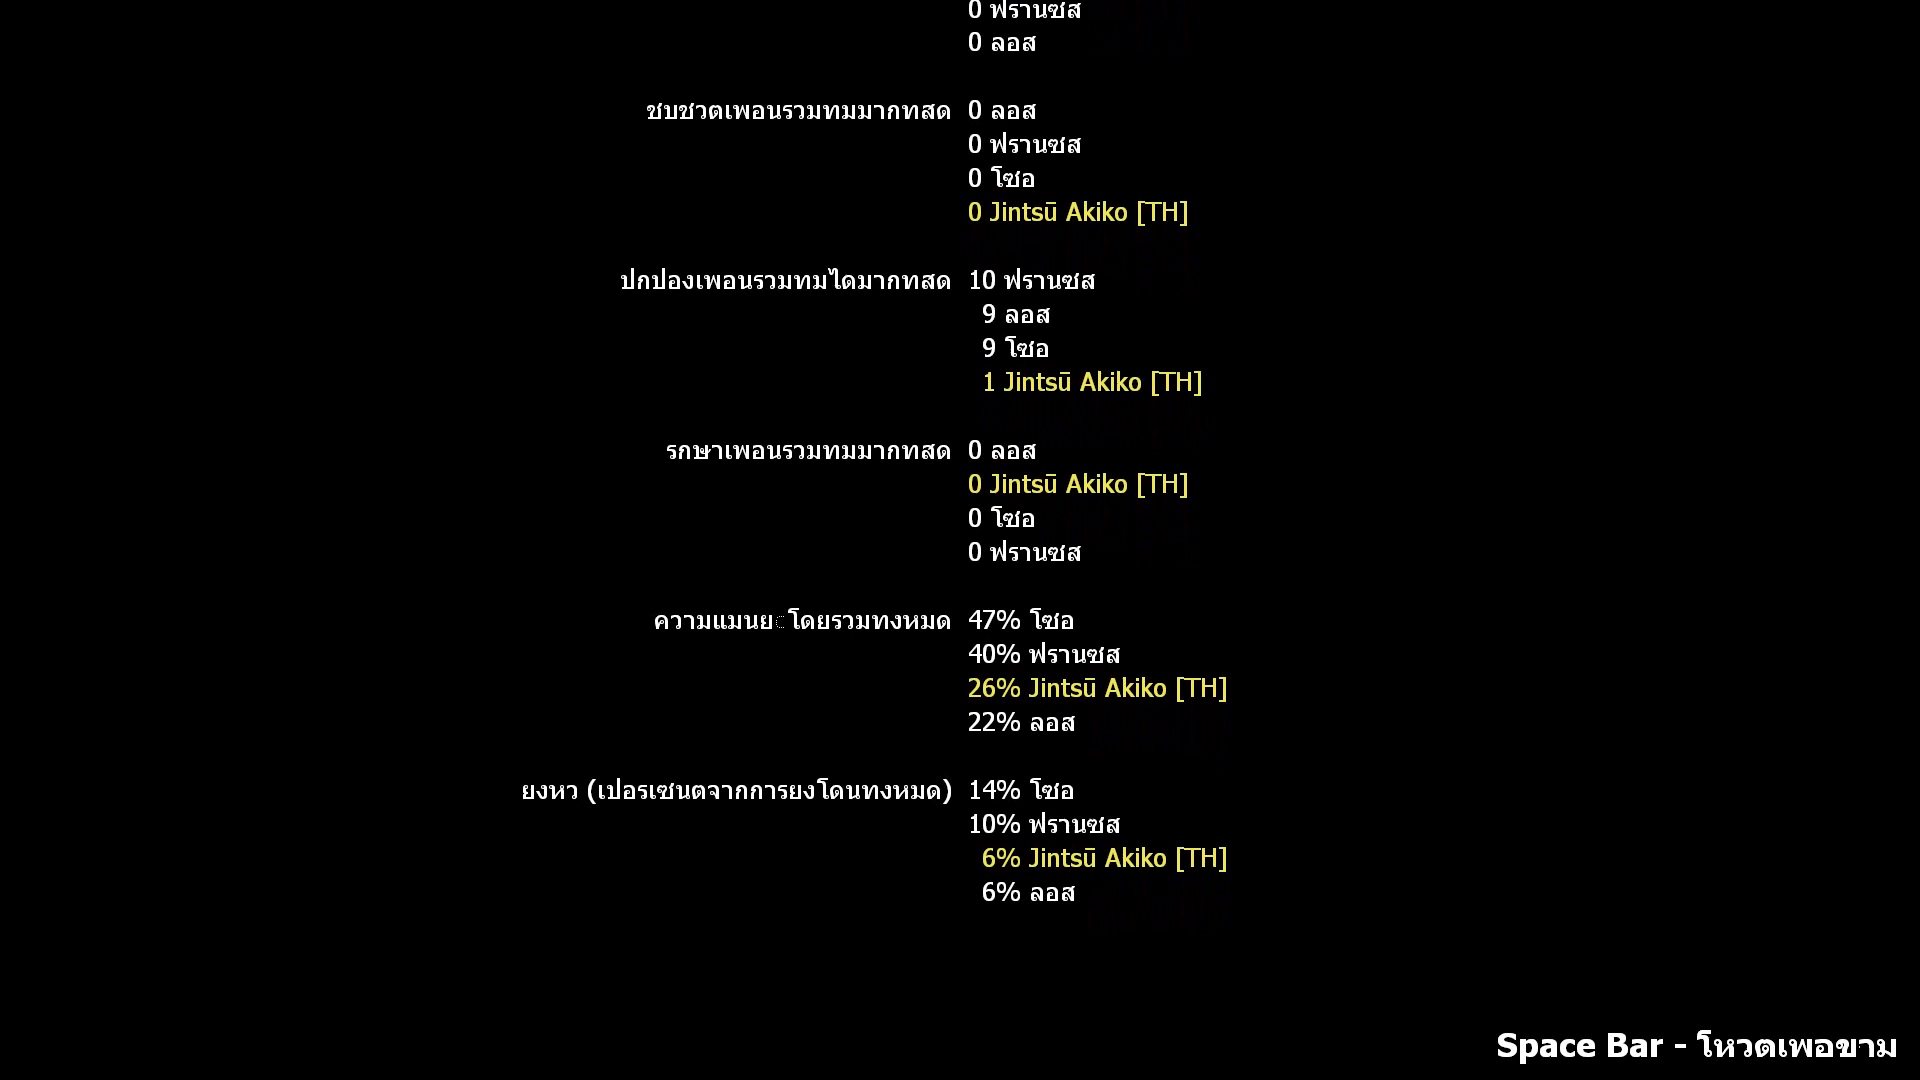 0 ฟรานซส
0 ลอส
ชบชวตเพอนรวมทมมากทสด 0 ลอส
0 ฟรานซส
0 โซอ
0 Jintsū Akiko [TH]
ปกปองเพอนรวมทมไดมากทสด 10 ฟรานซส
9 ลอส
9 โซอ
1 Jintsū Akiko [TH]
รกษาเพอนรวมทมมากทสด 0 ลอส
0 Jintsū Akiko [TH]
0 โซอ
0 ฟรานซส
ความแมนยโดยรวมทงหมด 47% โซอ
40% ฟรานซส
26% Jintsū Akiko [TH]
22% ลอส
ยงหว (เปอรเซนตจากการยงโดนทงหมด) 14% โซอ
10% ฟรานซส
6% Jintsū Akiko [TH]
6% ลอส
Space Bar - โหวตเพอขาม